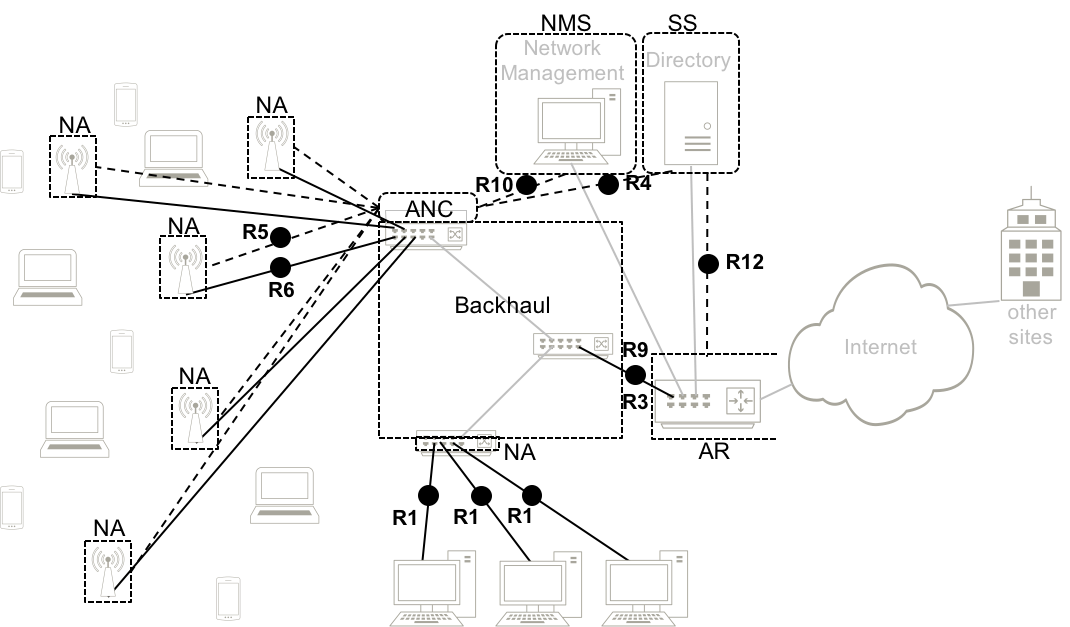 NMS
SS
Network
Management
Directory
NA
NA
R10
R4
ANC
NA
R5
R6
R12
Backhaul
other
sites
Internet
R9
R3
NA
AR
NA
R1
R1
R1
NA